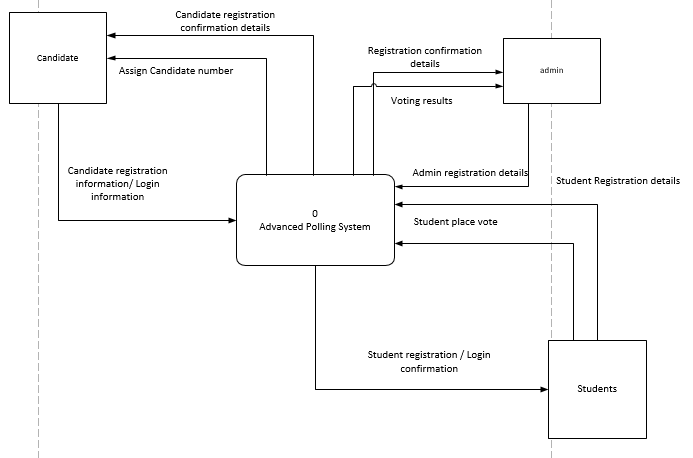 Candidate registration
confirmation details
Candidate
Assign Candidate number
Registration confirmation
details
admin
Voting results
Candidate registration
information/ Login
information
Admin registration details
Student Registration details
0
Advanced Polling System
Student place vote
Student registration / Login
confirmation
Students